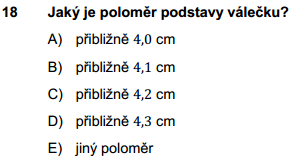 18 Jaký je poloměr podstavy válečku?
A) přibližně 4,0 cm
B) přibližně 4,1 cm
C) přibližně 4,2 cm
D) přibližně 4,3 cm
E) jiný poloměr